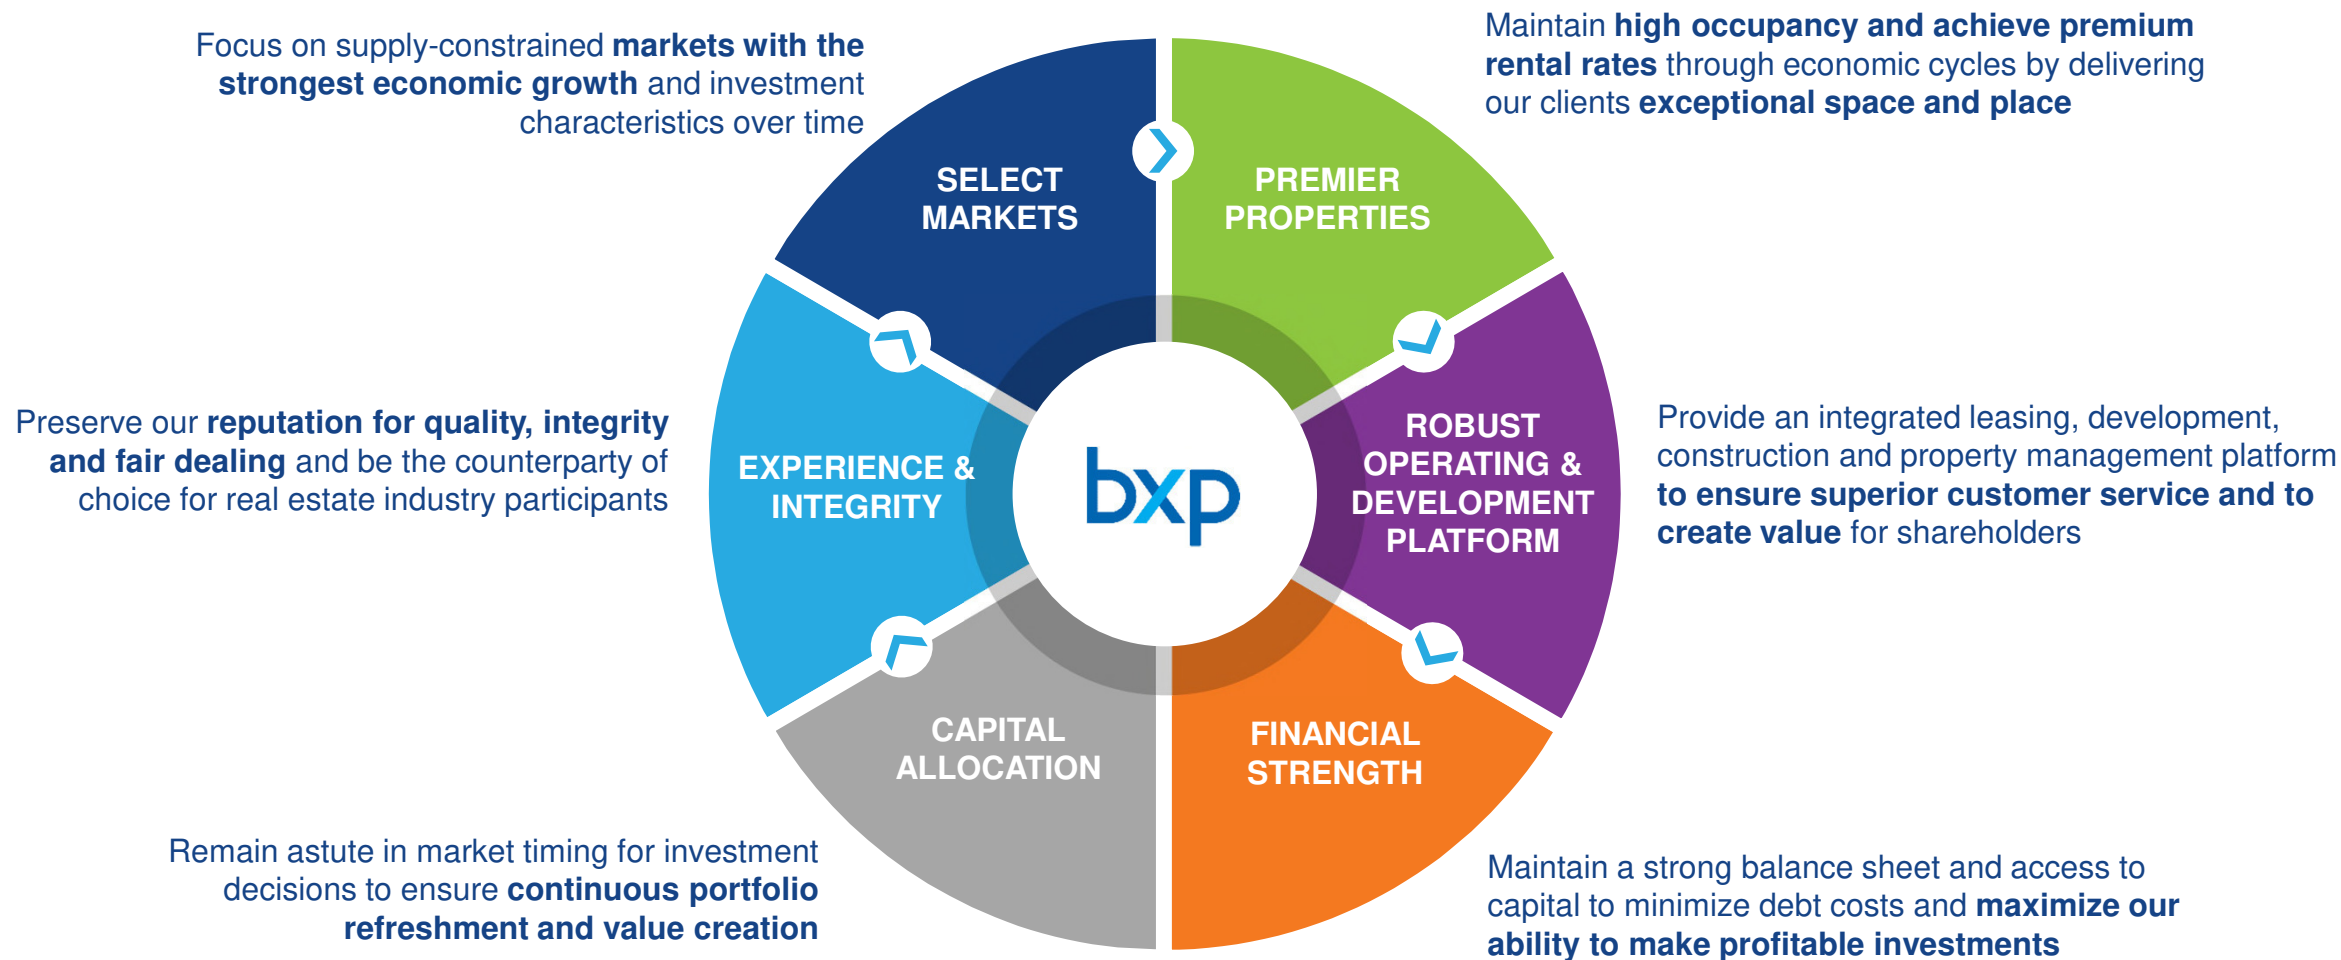 Focus on supply-constrained markets with the
strongest economic growth and investment
characteristics over time
Maintain high occupancy and achieve premium
rental rates through economic cycles by delivering
our clients exceptional space and place
SELECT
MARKETS
PREMIER
PROPERTIES
Preserve our reputation for quality, integrity
and fair dealing and be the counterparty of
choice for real estate industry participants
EXPERIENCE &
INTEGRITY
bxp
ROBUST
OPERATING &
DEVELOPMENT
PLATFORM
Provide an integrated leasing, development,
construction and property management platform
to ensure superior customer service and to
create value for shareholders
CAPITAL
ALLOCATION
FINANCIAL
STRENGTH
Remain astute in market timing for investment
decisions to ensure continuous portfolio
refreshment and value creation
Maintain a strong balance sheet and access to
capital to minimize debt costs and maximize our
ability to make profitable investments